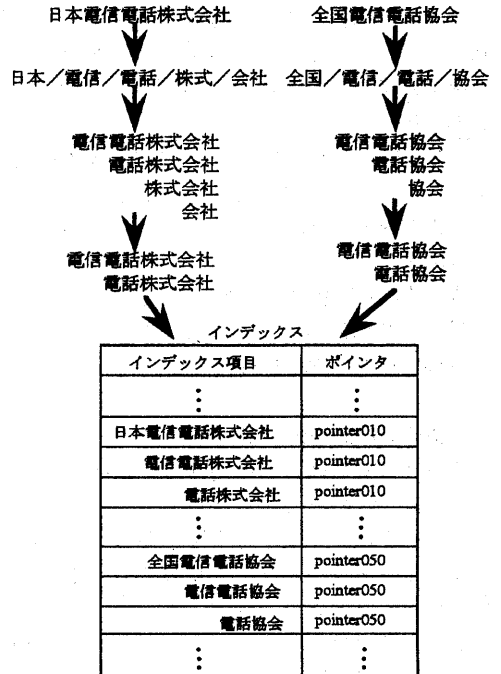 日本電信電話株式会社
全国電信電話協会
日本／電信／電話／株式／会社
全国／電信／電話／協会
電信電話株式会社
電話株式会社
株式会社
会社
電信電話協会
電話協会
協会
電信電話株式会社
電話株式会社
電信電話協会
電話協会
インデックス
インデックス項目 ポインタ
⋮ ⋮
日本電信電話株式会社 pointer010
電信電話株式会社 pointer010
電話株式会社 pointer010
⋮ ⋮
全国電信電話協会 pointer050
電信電話協会 pointer050
電話協会 pointer050
⋮ ⋮